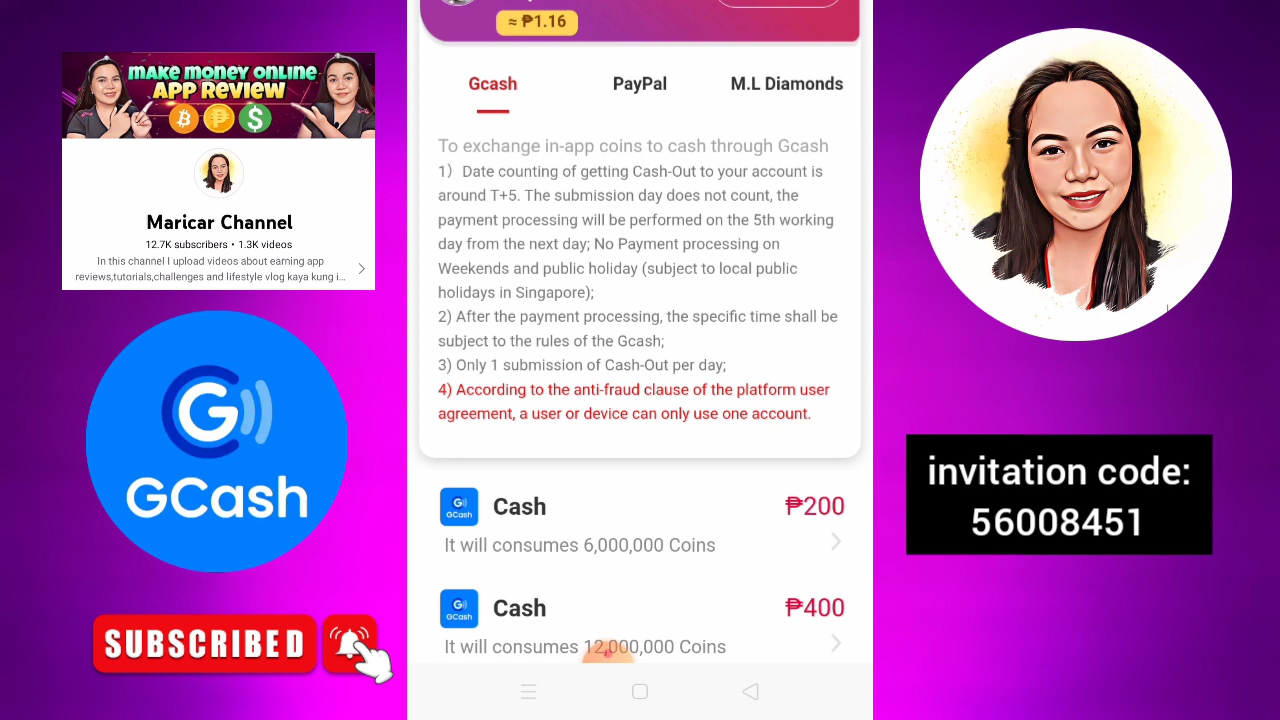 MAKE MONEY ONLINE
APP REVIEW
Maricar Channel
12.7K subscribers • 1.3K videos
In this channel I upload videos about earning app
reviews,tutorials,challenges and lifestyle vlog kaya kung i...
GCash
SUBSCRIBED
≈ ₱1.16
Gcash PayPal M.L Diamonds
To exchange in-app coins to cash through Gcash
1）Date counting of getting Cash-Out to your account is
around T+5. The submission day does not count, the
payment processing will be performed on the 5th working
day from the next day; No Payment processing on
Weekends and public holiday (subject to local public
holidays in Singapore);
2) After the payment processing, the specific time shall be
subject to the rules of the Gcash;
3) Only 1 submission of Cash-Out per day;
4) According to the anti-fraud clause of the platform user
agreement, a user or device can only use one account.
GCash
Cash ₱200
It will consumes 6,000,000 Coins
GCash
Cash ₱400
It will consumes 12,000,000 Coins
invitation code:
56008451